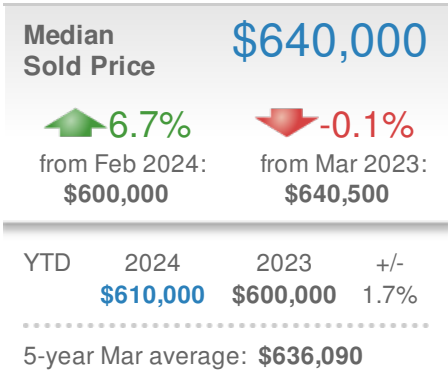 Median
Sold Price
$640,000
6.7%
-0.1%
from Feb 2024:
from Mar 2023:
$600,000
$640,500
YTD 2024 2023 +/-
$610,000 $600,000 1.7%
5-year Mar average: $636,090